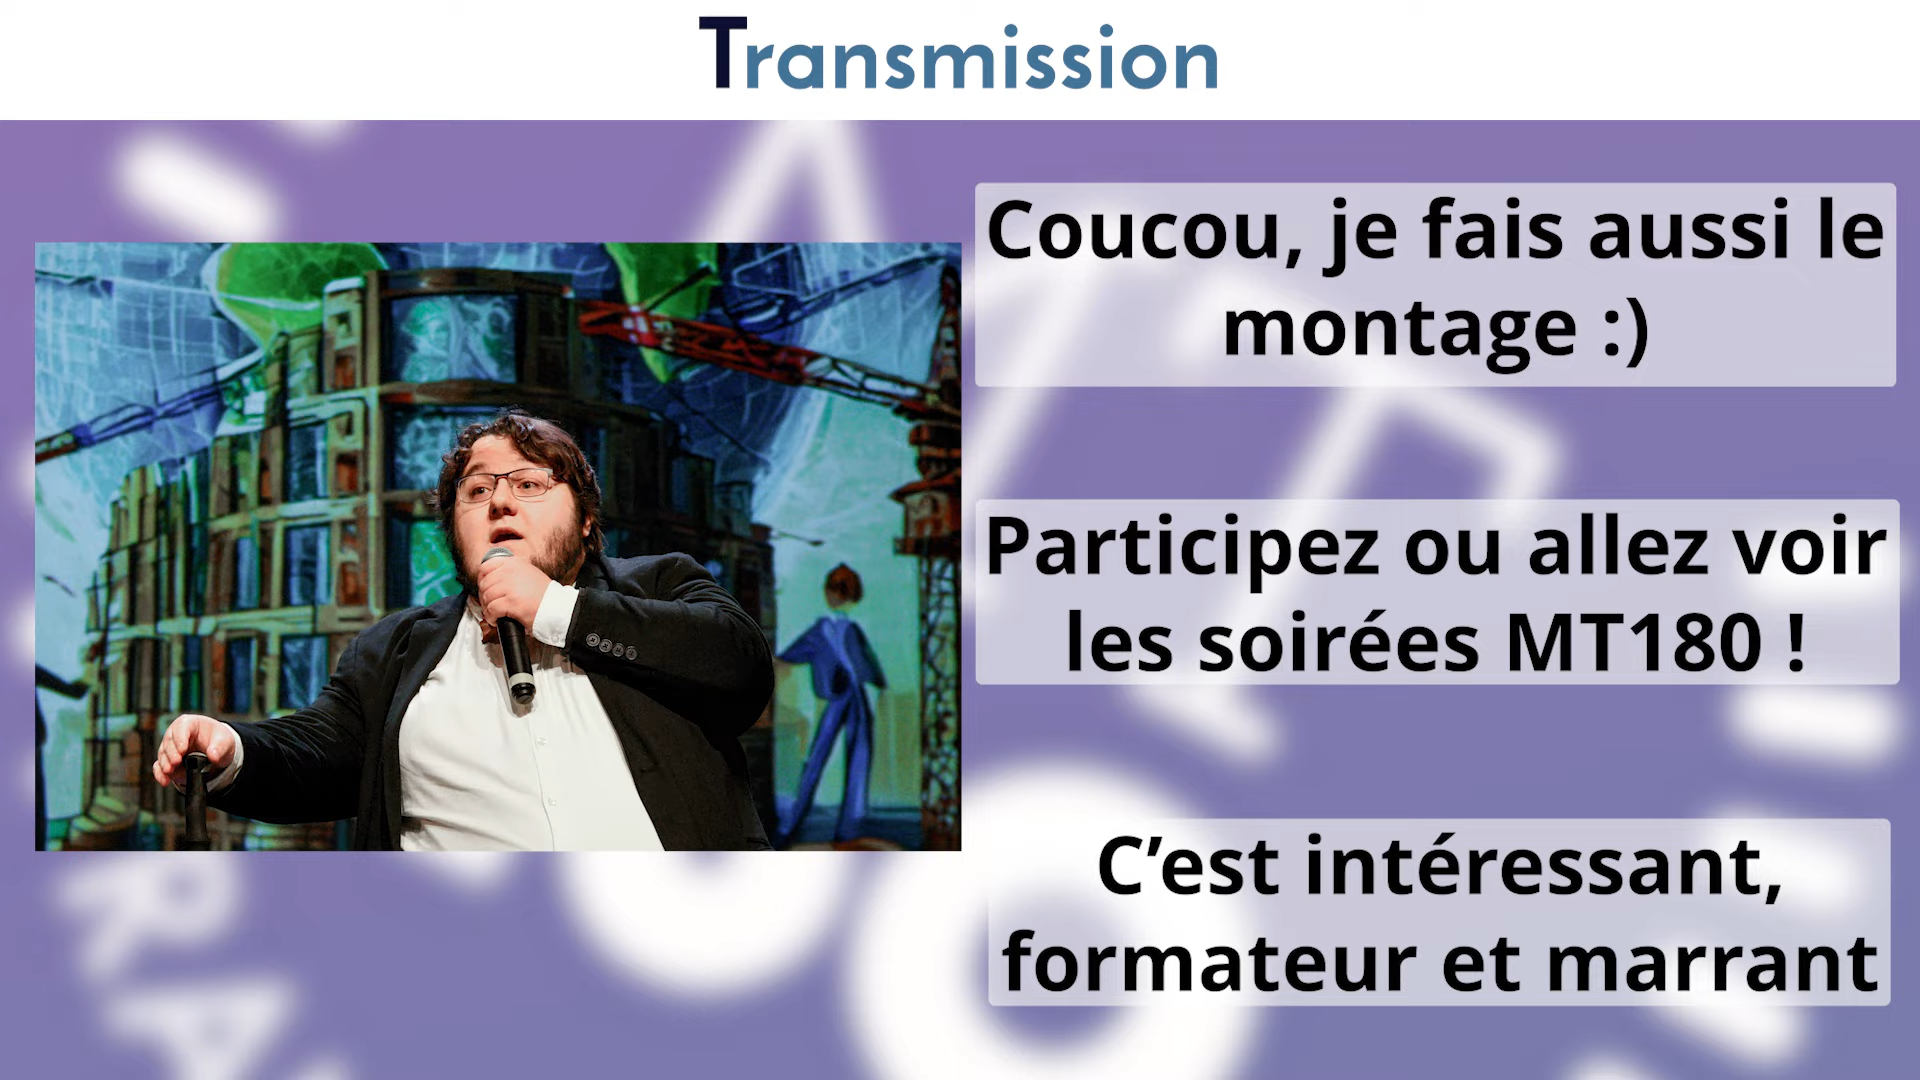 Transmission
Coucou, je fais aussi le
montage :)
Participez ou allez voir
les soirées MT180 !
C’est intéressant,
formateur et marrant